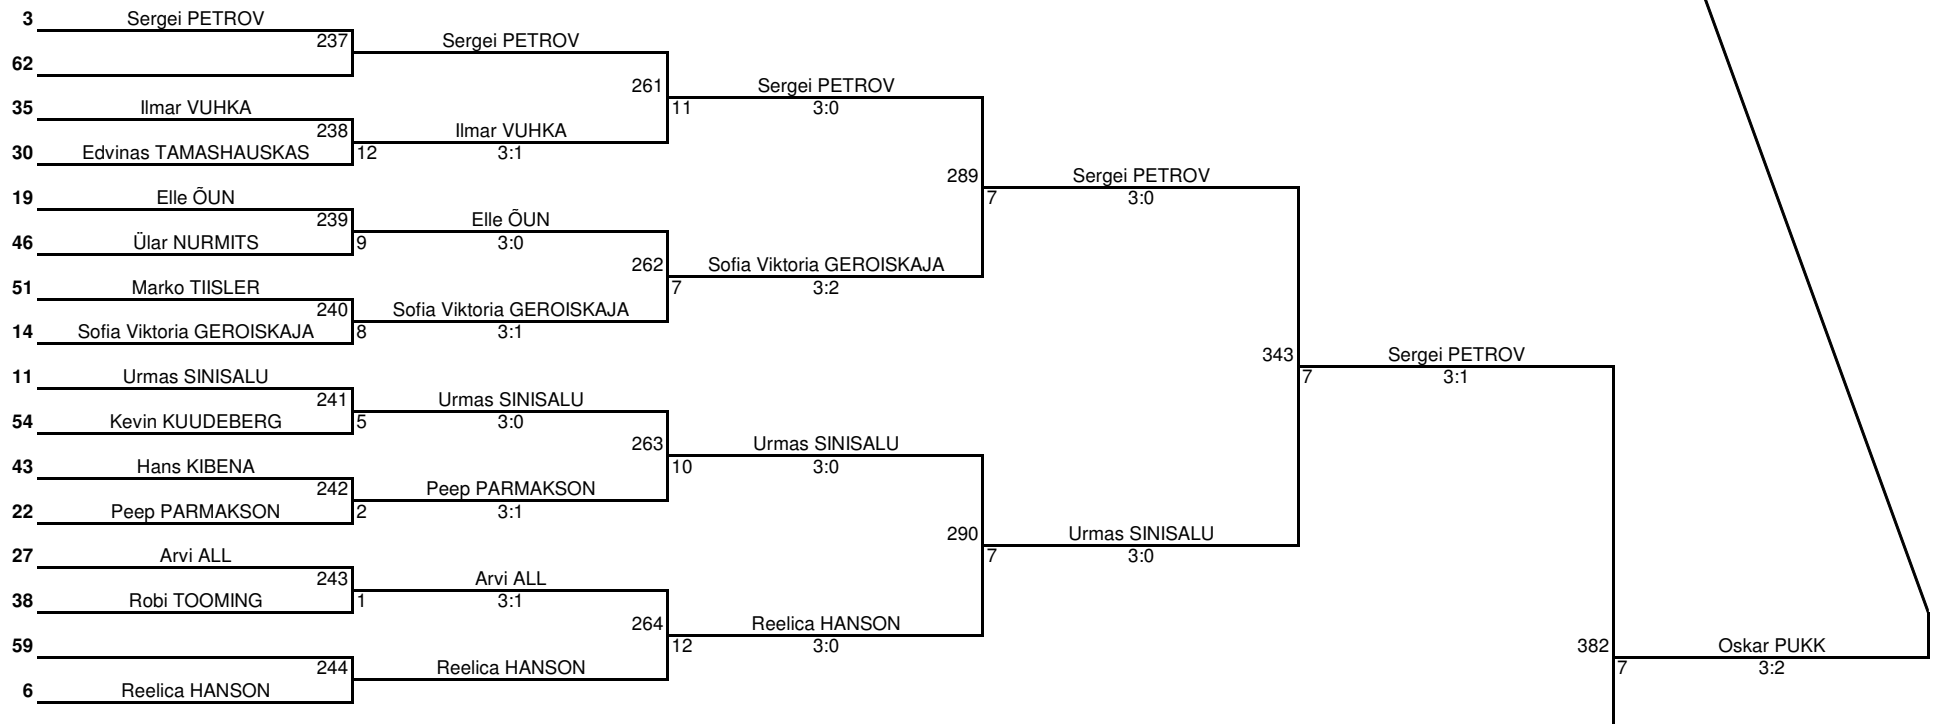 3 Sergei PETROV
237 Sergei PETROV
62
261 Sergei PETROV
35 Ilmar VUHKA 11 3:0
238 Ilmar VUHKA
30 Edvinas TAMASHAUSKAS 12 3:1
289 Sergei PETROV
19 Elle ÕUN 7 3:0
239 Elle ÕUN
46 Ülar NURMITS 9 3:0
262 Sofia Viktoria GEROISKAJA
51 Marko TIISLER 7 3:2
240 Sofia Viktoria GEROISKAJA
14 Sofia Viktoria GEROISKAJA 8 3:1
343 Sergei PETROV
11 Urmas SINISALU 7 3:1
241 Urmas SINISALU
54 Kevin KUUDEBERG 5 3:0
263 Urmas SINISALU
43 Hans KIBENA 10 3:0
242 Peep PARMAKSON
22 Peep PARMAKSON 2 3:1
290 Urmas SINISALU
27 Arvi ALL 7 3:0
243 Arvi ALL
38 Robi TOOMING 1 3:1
264 Reelica HANSON
59 12 3:0 382 Oskar PUKK
244 Reelica HANSON 7 3:2
6 Reelica HANSON